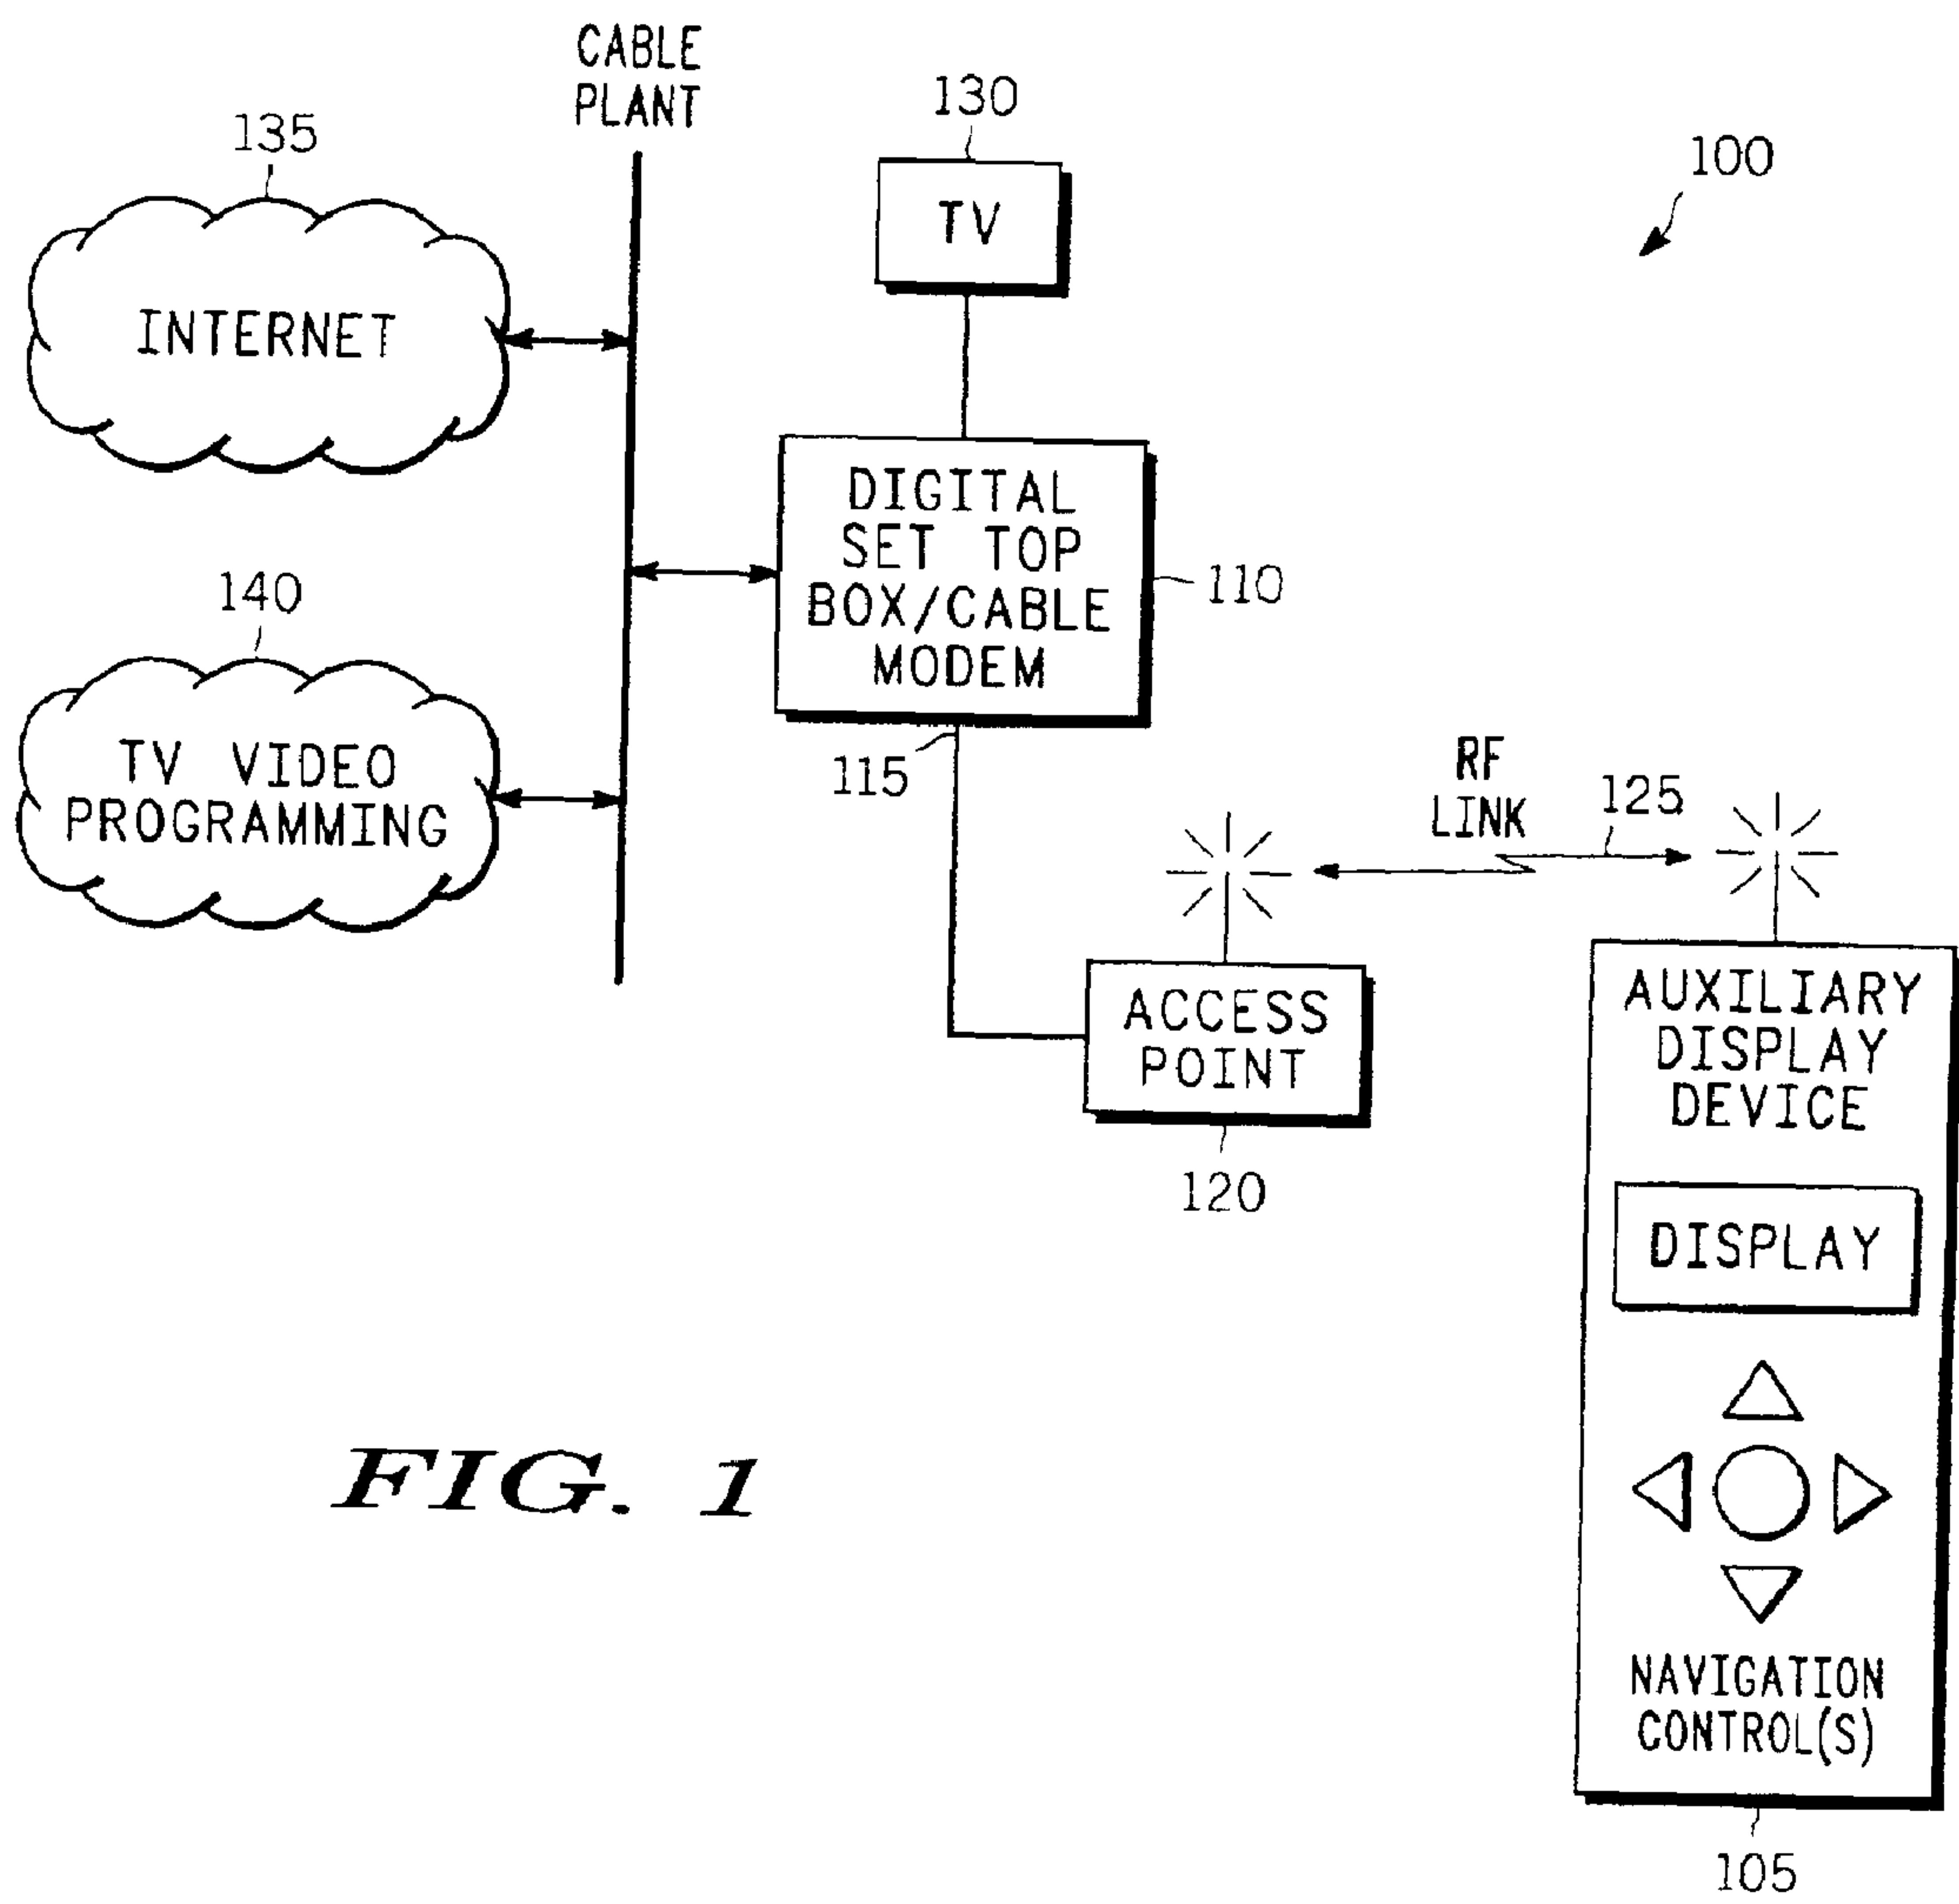 CABLE
PLANT
130
135
100
TV
INTERNET
DIGITAL
SET TOP
BOX/CABLE
MODEM
110
140
TV VIDEO
PROGRAMMING
115
RF
LINK
125
ACCESS
POINT
120
AUXILIARY
DISPLAY
DEVICE
DISPLAY
NAVIGATION
CONTROL(S)
105
FIG. 1